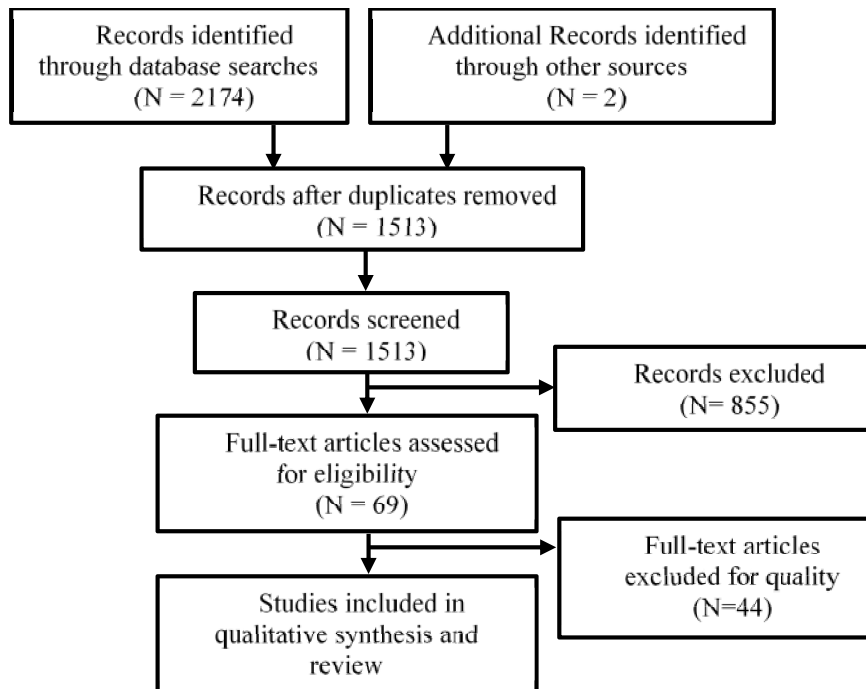 Records identified
through database searches
(N = 2174)
Additional Records identified
through other sources
(N = 2)
Records after duplicates removed
(N = 1513)
Records screened
(N = 1513)
Records excluded
(N= 855)
Full-text articles assessed
for eligibility
(N = 69)
Full-text articles
excluded for quality
(N=44)
Studies included in
qualitative synthesis and
review